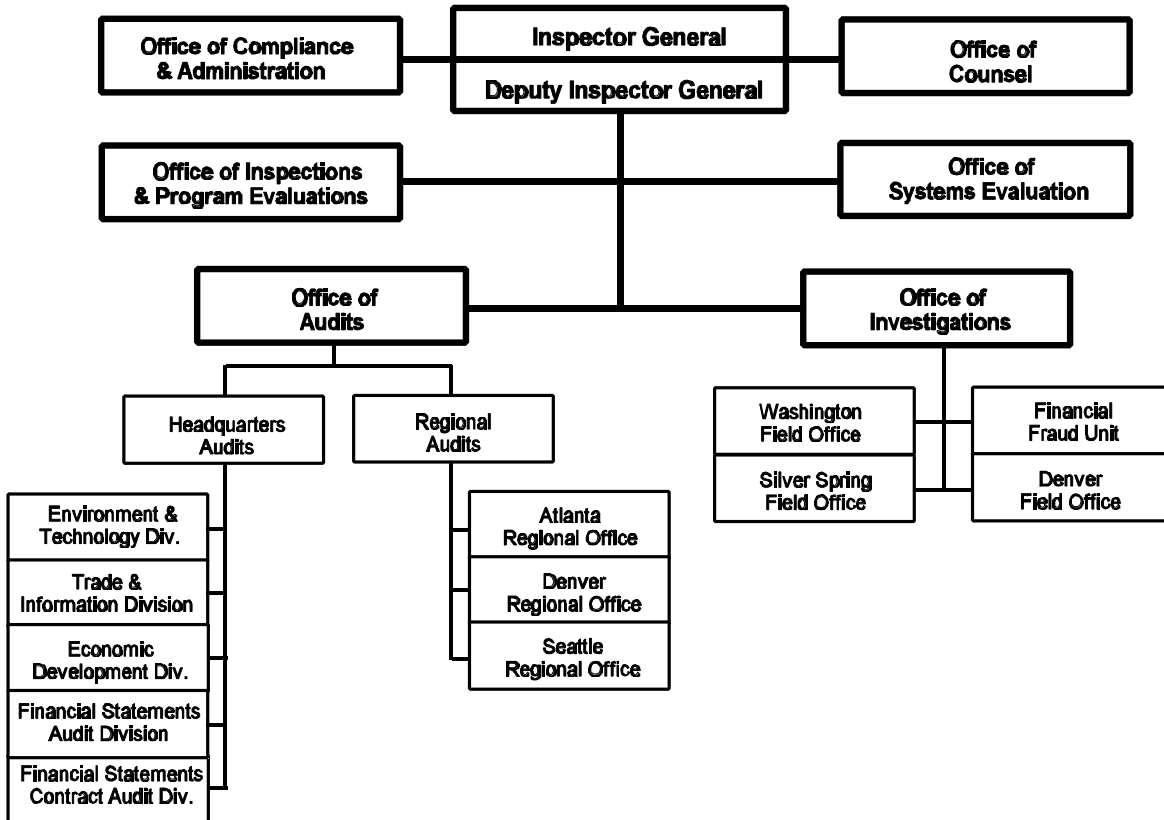 Office of Compliance
& Administration
Inspector General
Deputy Inspector General
Office of
Counsel
Office of Inspections
& Program Evaluations
Office of
Systems Evaluation
Office of
Audits
Office of
Investigations
Headquarters
Audits
Regional
Audits
Washington
Field Office
Financial
Fraud Unit
Silver Spring
Field Office
Denver
Field Office
Environment &
Technology Div.
Trade &
Information Division
Economic
Development Div.
Financial Statements
Audit Division
Financial Statements
Contract Audit Div.
Atlanta
Regional Office
Denver
Regional Office
Seattle
Regional Office